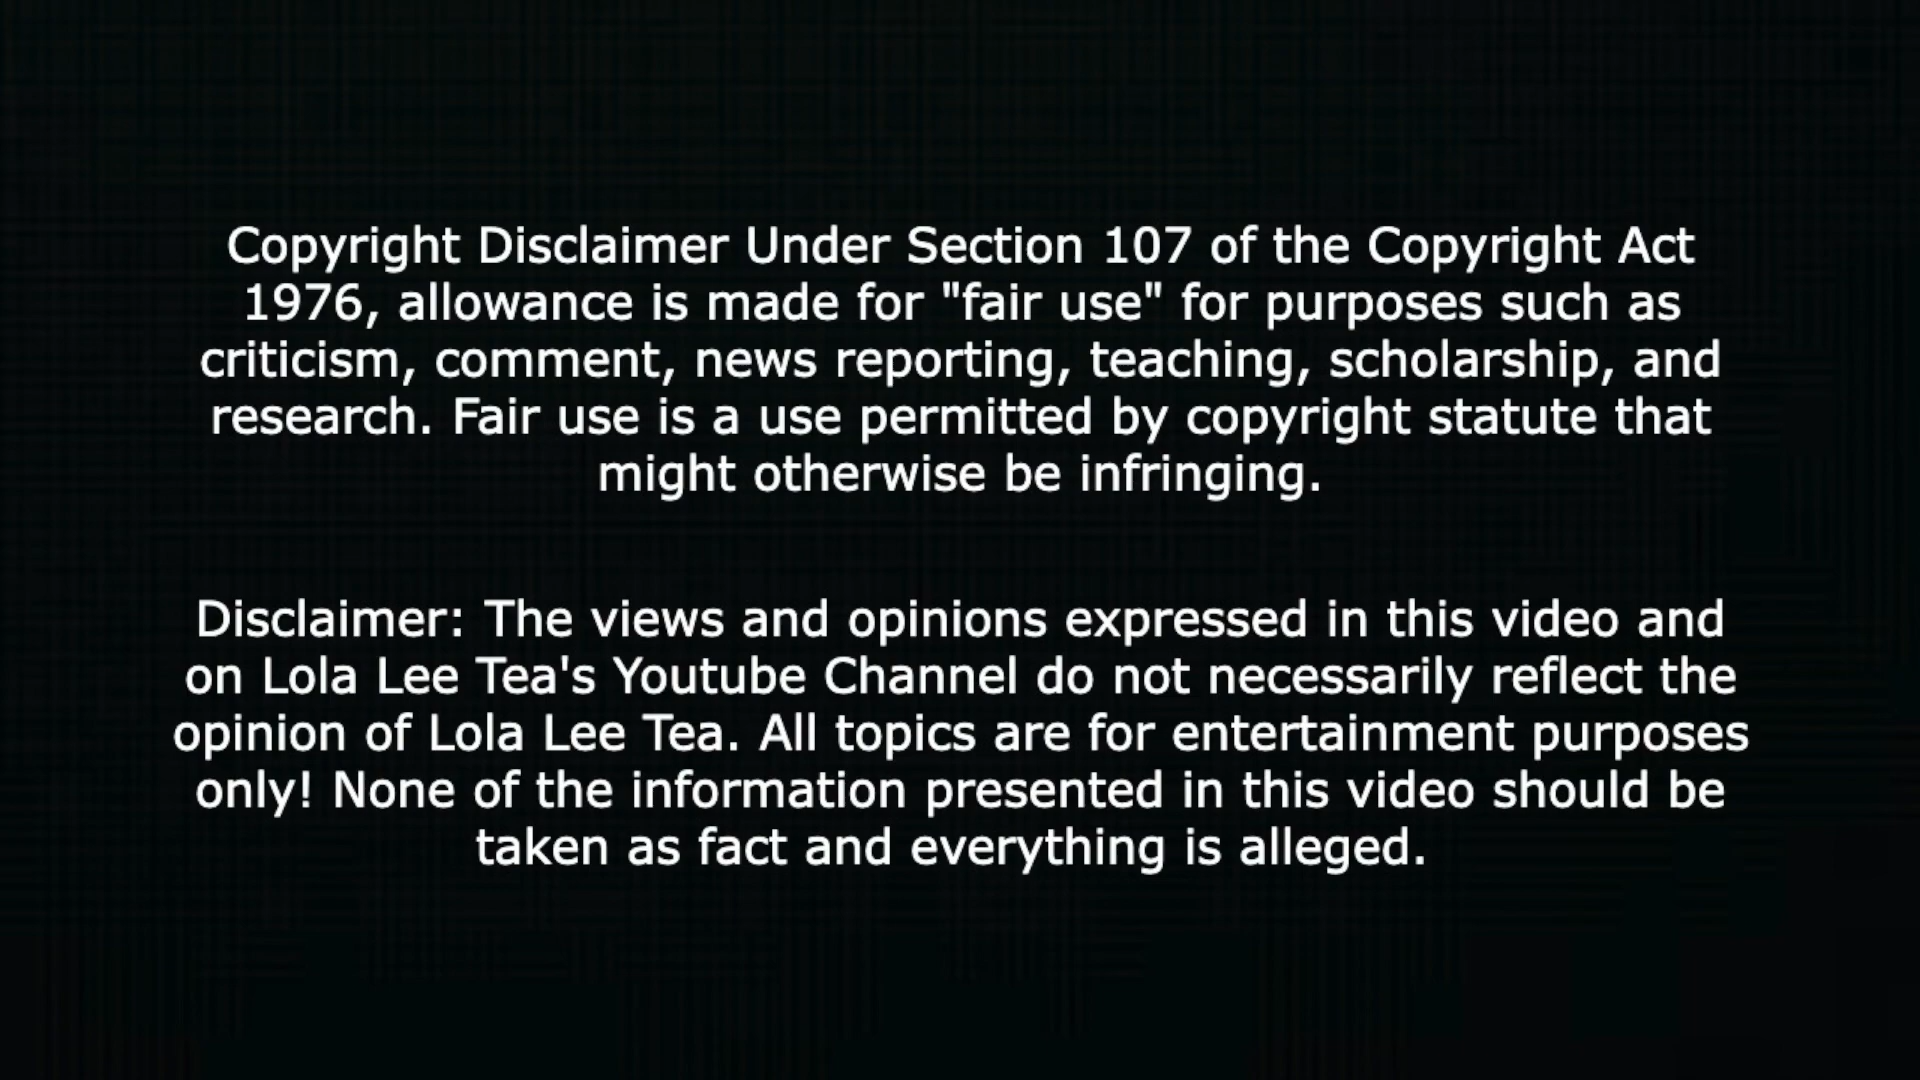 Copyright Disclaimer Under Section 107 of the Copyright Act
1976, allowance is made for "fair use" for purposes such as
criticism, comment, news reporting, teaching, scholarship, and
research. Fair use is a use permitted by copyright statute that
might otherwise be infringing.
Disclaimer: The views and opinions expressed in this video and
on Lola Lee Tea's Youtube Channel do not necessarily reflect the
opinion of Lola Lee Tea. All topics are for entertainment purposes
only! None of the information presented in this video should be
taken as fact and everything is alleged.